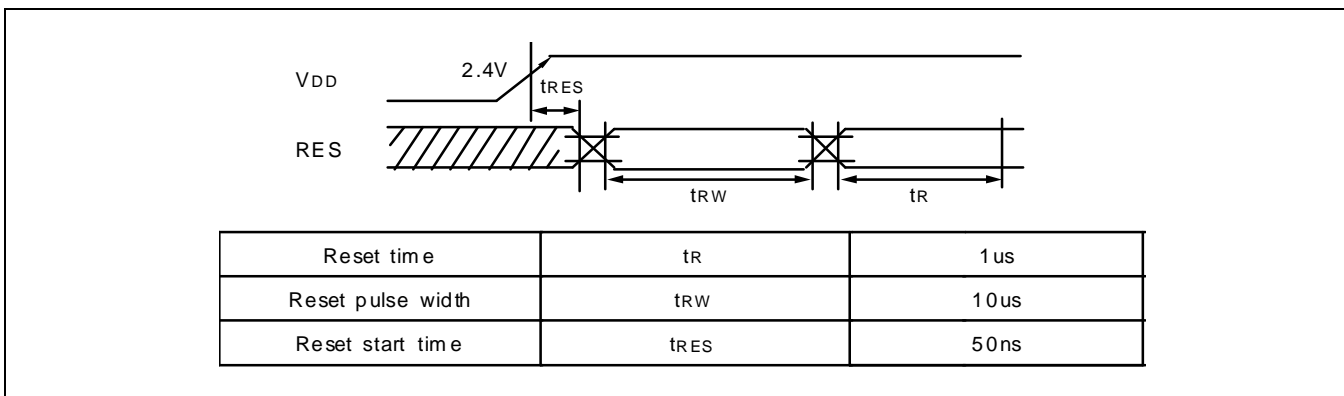 VDD
2.4V
tRES
RES
tRW
tR
Reset time tR 1us
Reset pulse width tRW 10us
Reset start time tRES 50ns